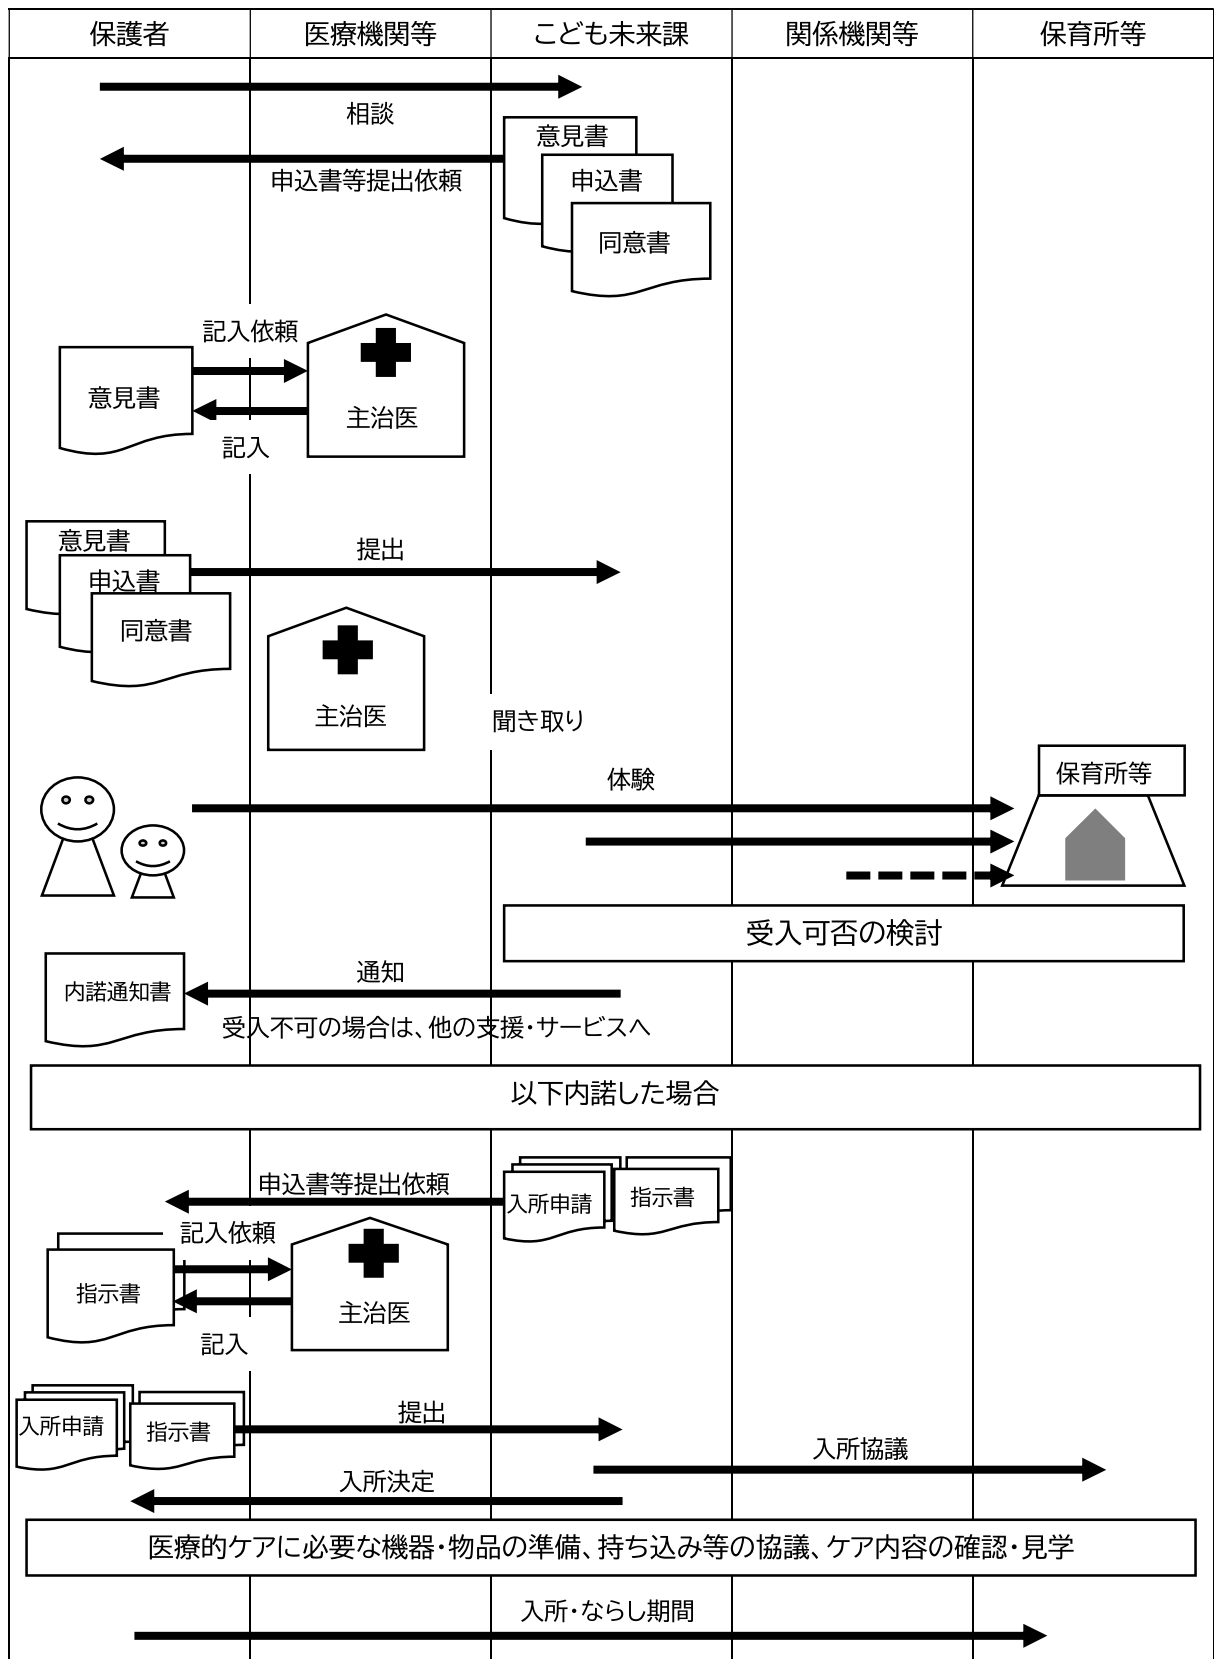 保護者
医療機関等
こども未来課
関係機関等
保育所等
相談
意見書
申込書等提出依頼
申込書
同意書
記入依頼
意見書
主治医
記入
意見書
提出
申込書
同意書
主治医
聞き取り
体験
保育所等
受入可否の検討
通知
内諾通知書
受入不可の場合は、他の支援・サービスへ
以下内諾した場合
申込書等提出依頼
入所申請
指示書
記入依頼
指示書
主治医
記入
入所申請
指示書
提出
入所協議
入所決定
医療的ケアに必要な機器・物品の準備、持ち込み等の協議、ケア内容の確認・見学
入所・ならし期間